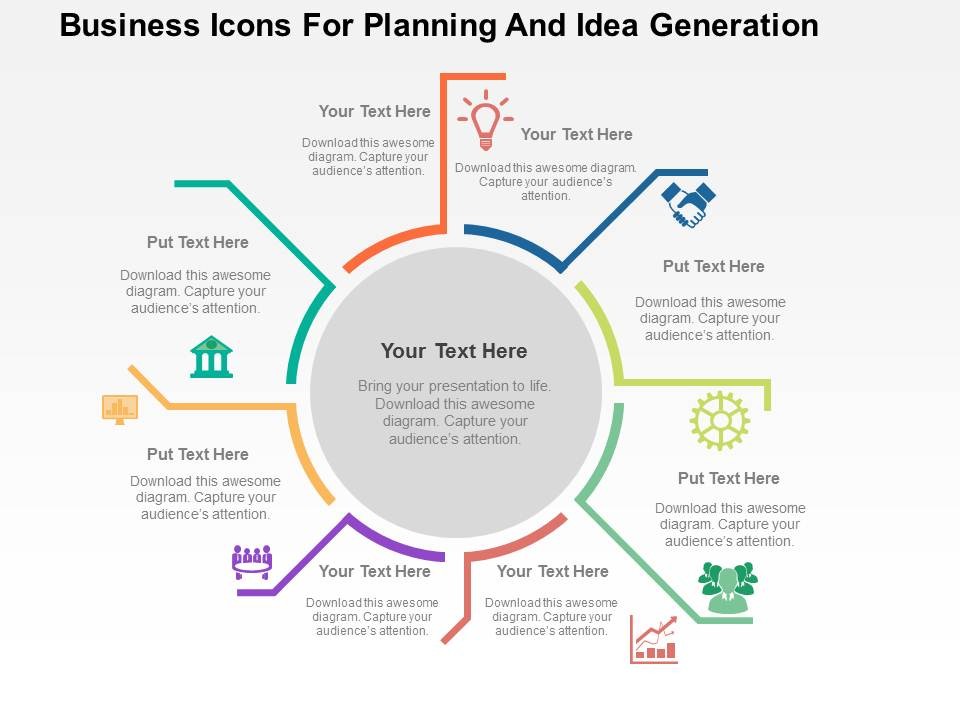 Business Icons For Planning And Idea Generation
Your Text Here
Download this awesome
diagram. Capture your
audience's attention.
Your Text Here
Download this awesome diagram.
Capture your audience's
attention.
Put Text Here
Download this awesome
diagram. Capture your
audience's attention.
Put Text Here
Download this awesome
diagram. Capture your
audience's attention.
Your Text Here
Bring your presentation to life.
Download this awesome
diagram. Capture your
audience's attention.
Put Text Here
Download this awesome
diagram. Capture your
audience's attention.
Put Text Here
Download this awesome
diagram. Capture your
audience's attention.
Your Text Here
Download this awesome
diagram. Capture your
audience's attention.
Your Text Here
Download this awesome
diagram. Capture your
audience's attention.